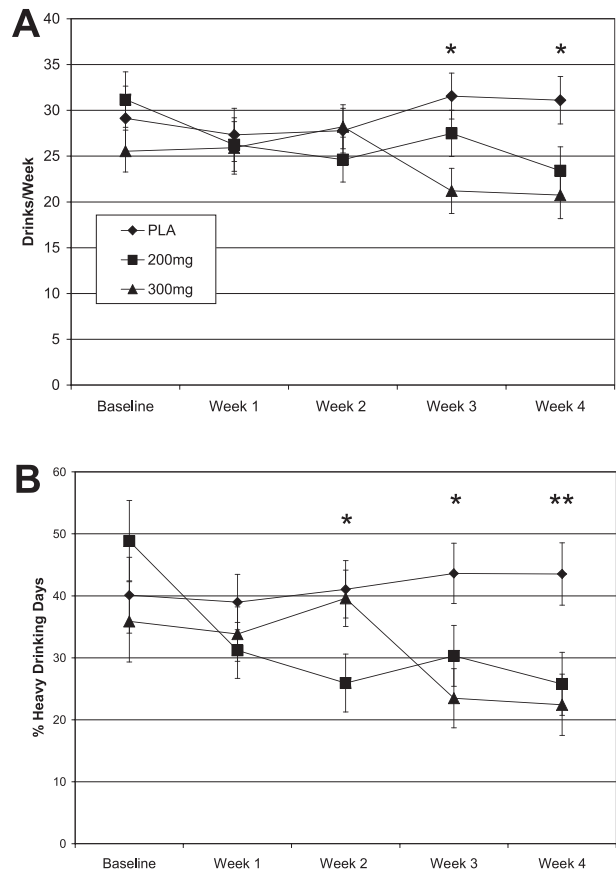 A
40
35
30
25
20
15
10
5
0
Drinks/Week
* *
PLA
200mg
300mg
Baseline Week 1 Week 2 Week 3 Week 4
B
60
50
40
30
20
10
0
% Heavy Drinking Days
* * **
Baseline Week 1 Week 2 Week 3 Week 4